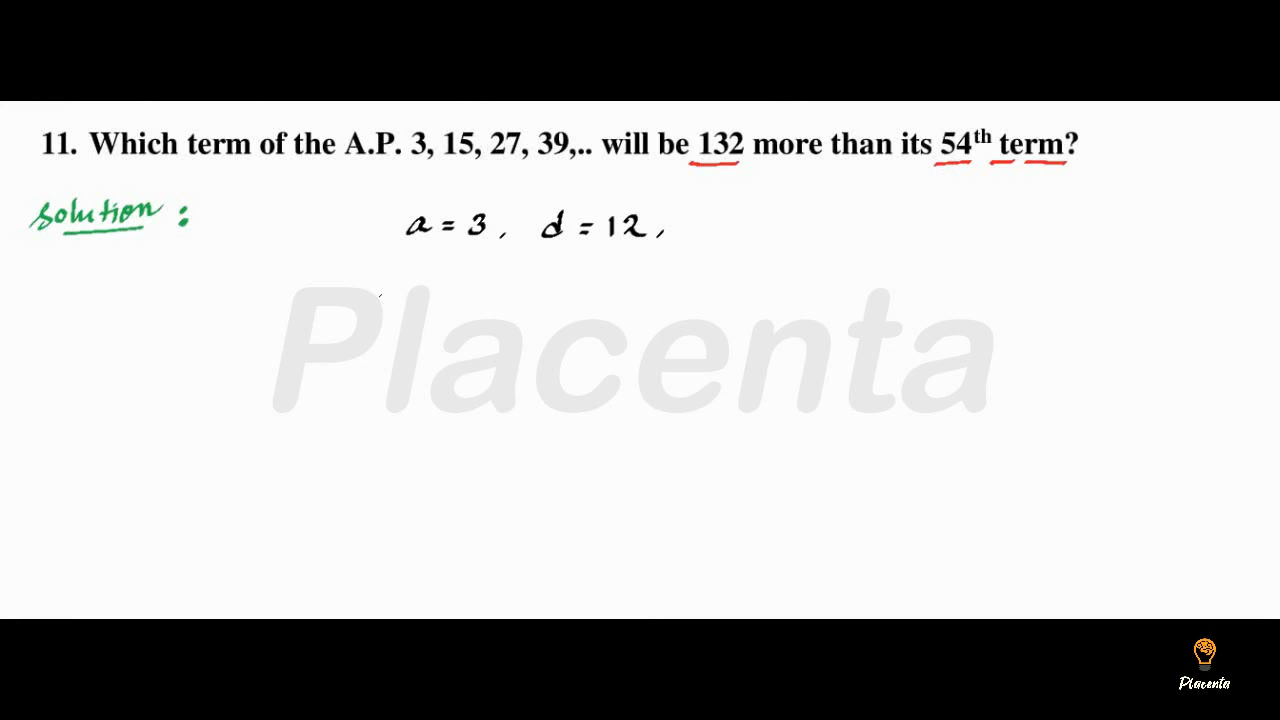 11. Which term of the A.P. 3, 15, 27, 39,.. will be 132 more than its 54th term?
Solution :
a = 3, d = 12,
Placenta
Placenta